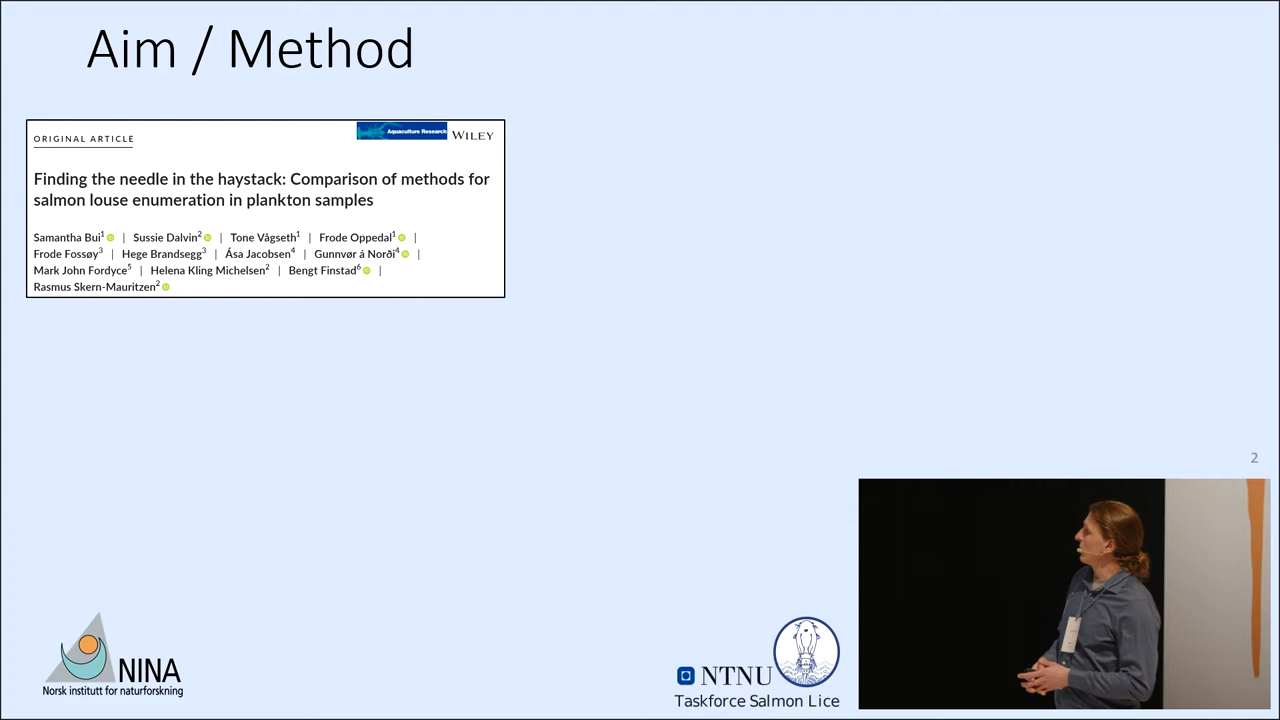 Aim / Method
ORIGINAL ARTICLE
Aquaculture Research WILEY
Finding the needle in the haystack: Comparison of methods for
salmon louse enumeration in plankton samples
Samantha Bui1 | Sussie Dalvin2 | Tone Vågseth1 | Frode Oppedal1 |
Frode Fossøy3 | Hege Brandsegg3 | Ása Jacobsen4 | Gunnvør á Norði4 |
Mark John Fordyce5 | Helena Kling Michelsen2 | Bengt Finstad6 |
Rasmus Skern-Mauritzen2
2
NINA
Norsk institutt for naturforskning
NTNU
Taskforce Salmon Lice